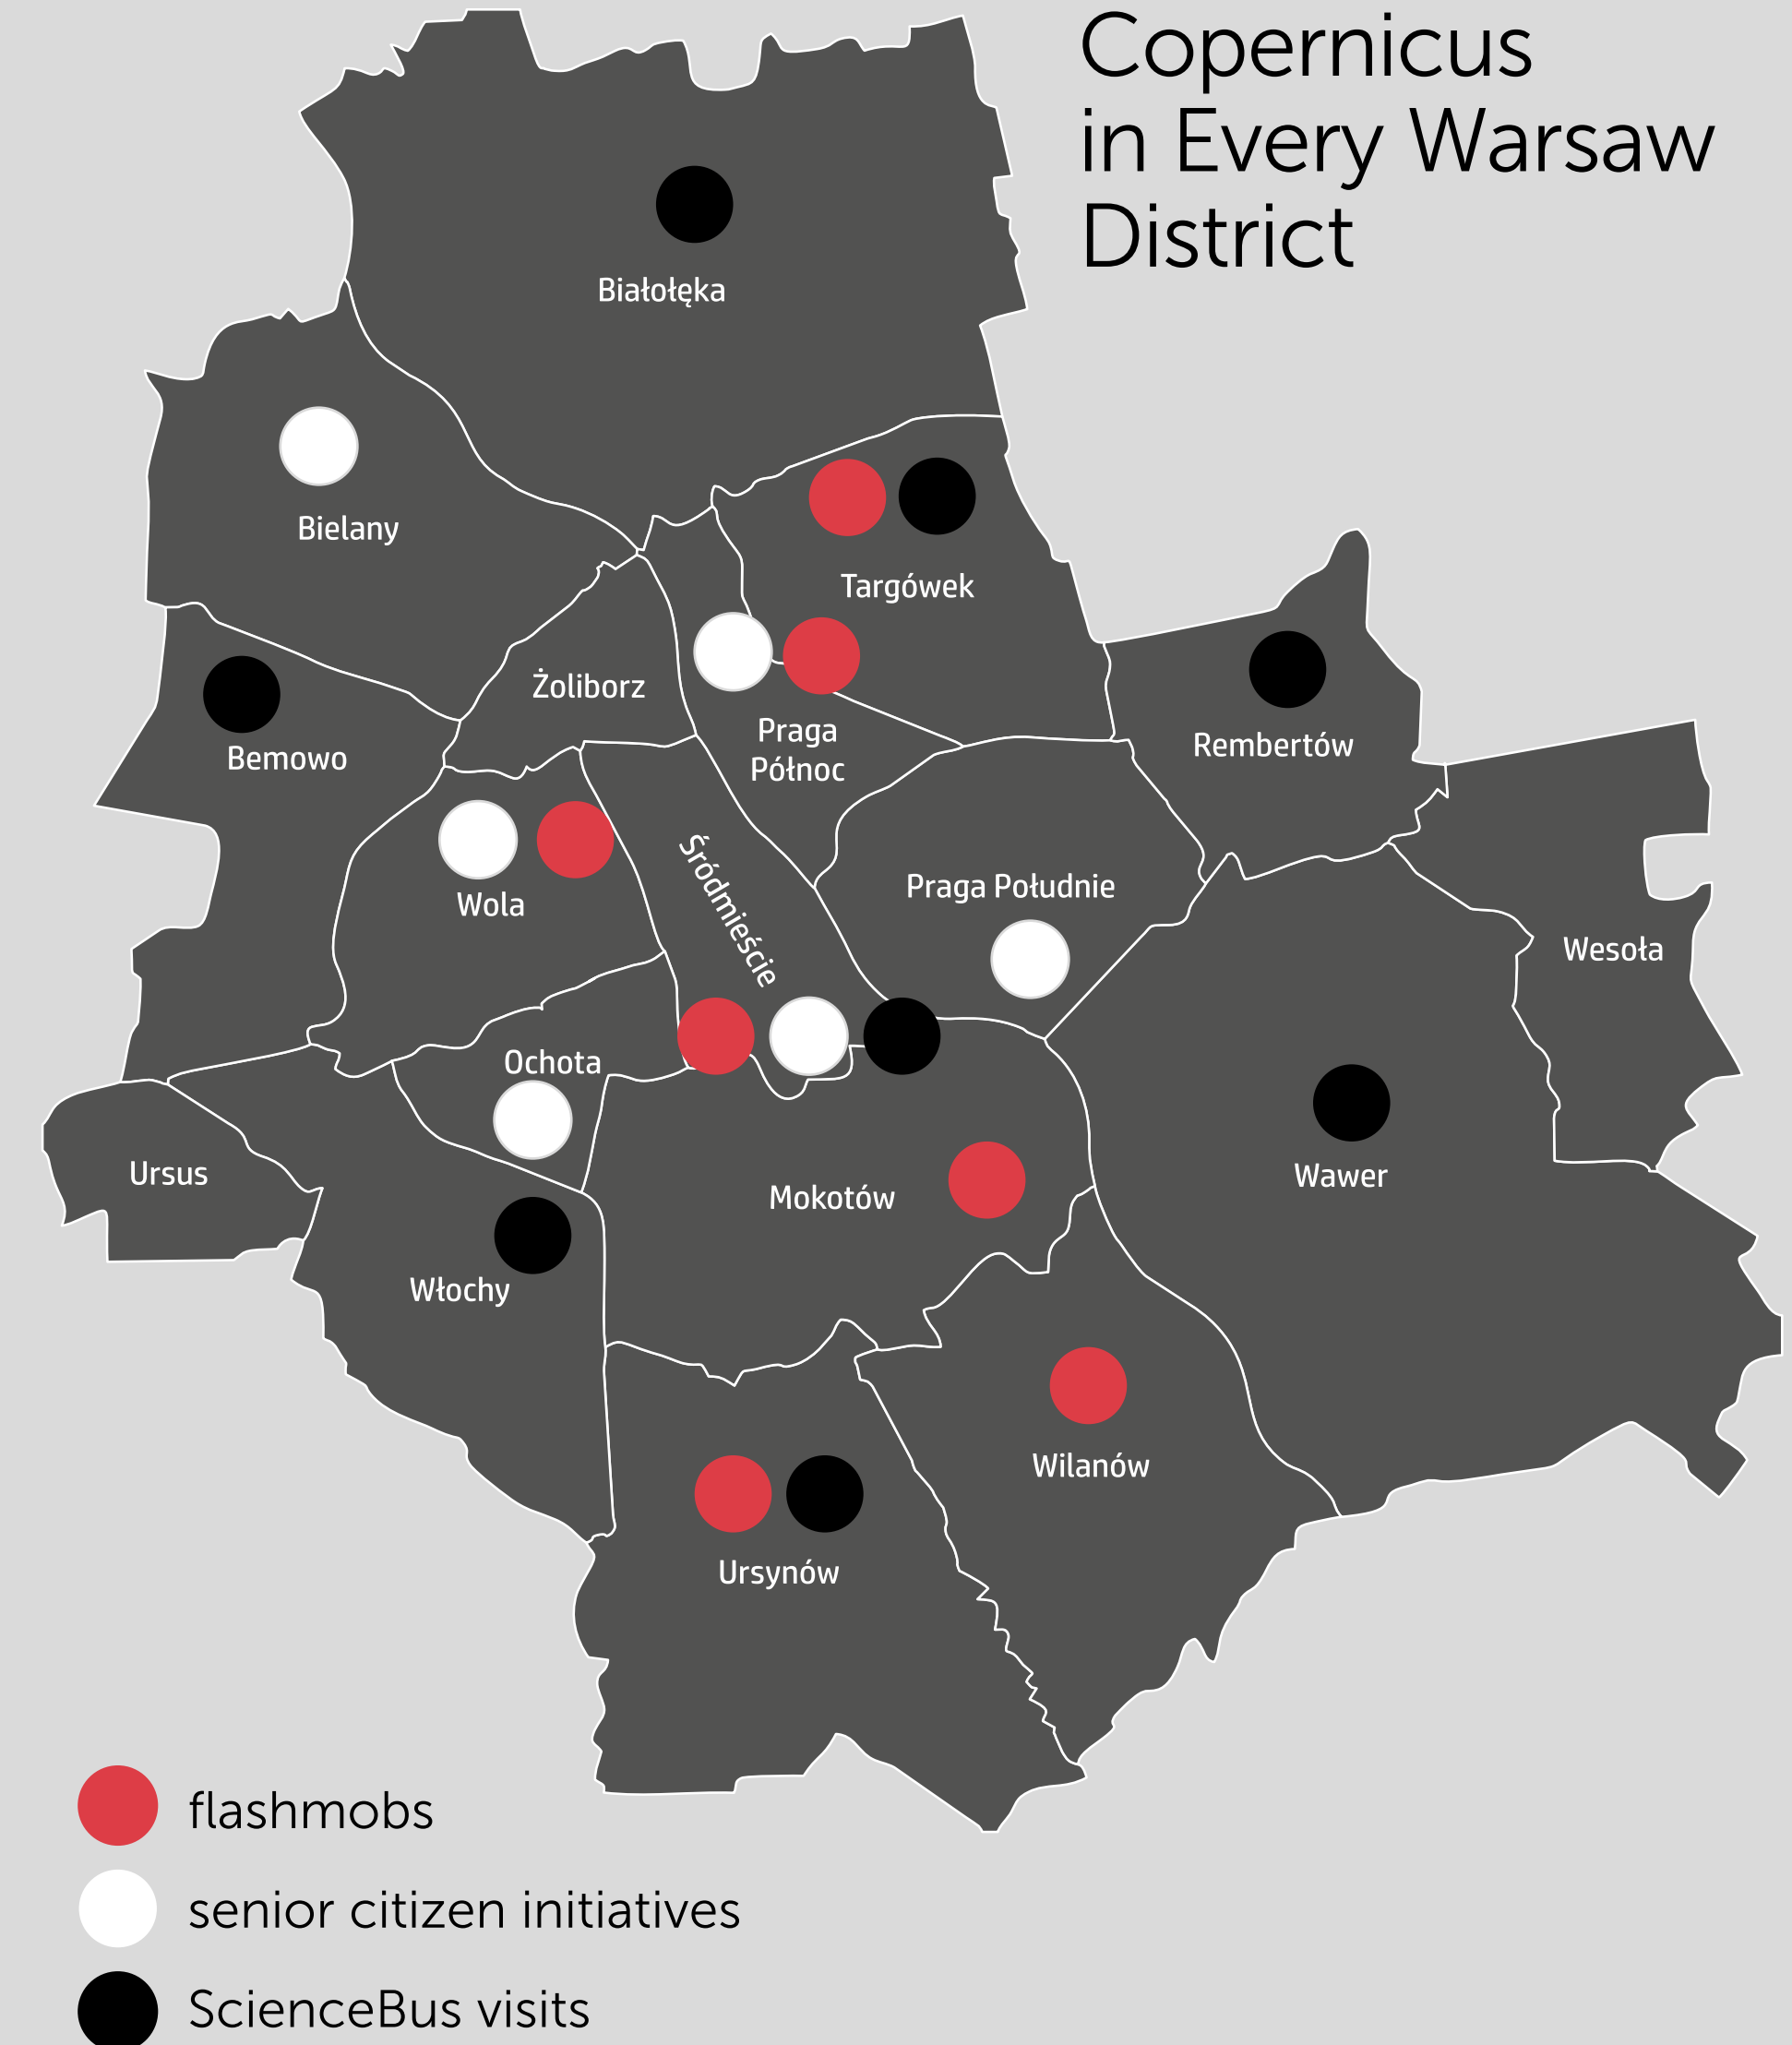 Copernicus
in Every Warsaw
District
Białołęka
Bielany
Targówek
Żoliborz
Praga
Północ
Rembertów
Bemowo
Śródmieście
Praga Południe
Wola
Wesoła
Ochota
Ursus
Wawer
Mokotów
Włochy
Wilanów
Ursynów
flashmobs
senior citizen initiatives
ScienceBus visits